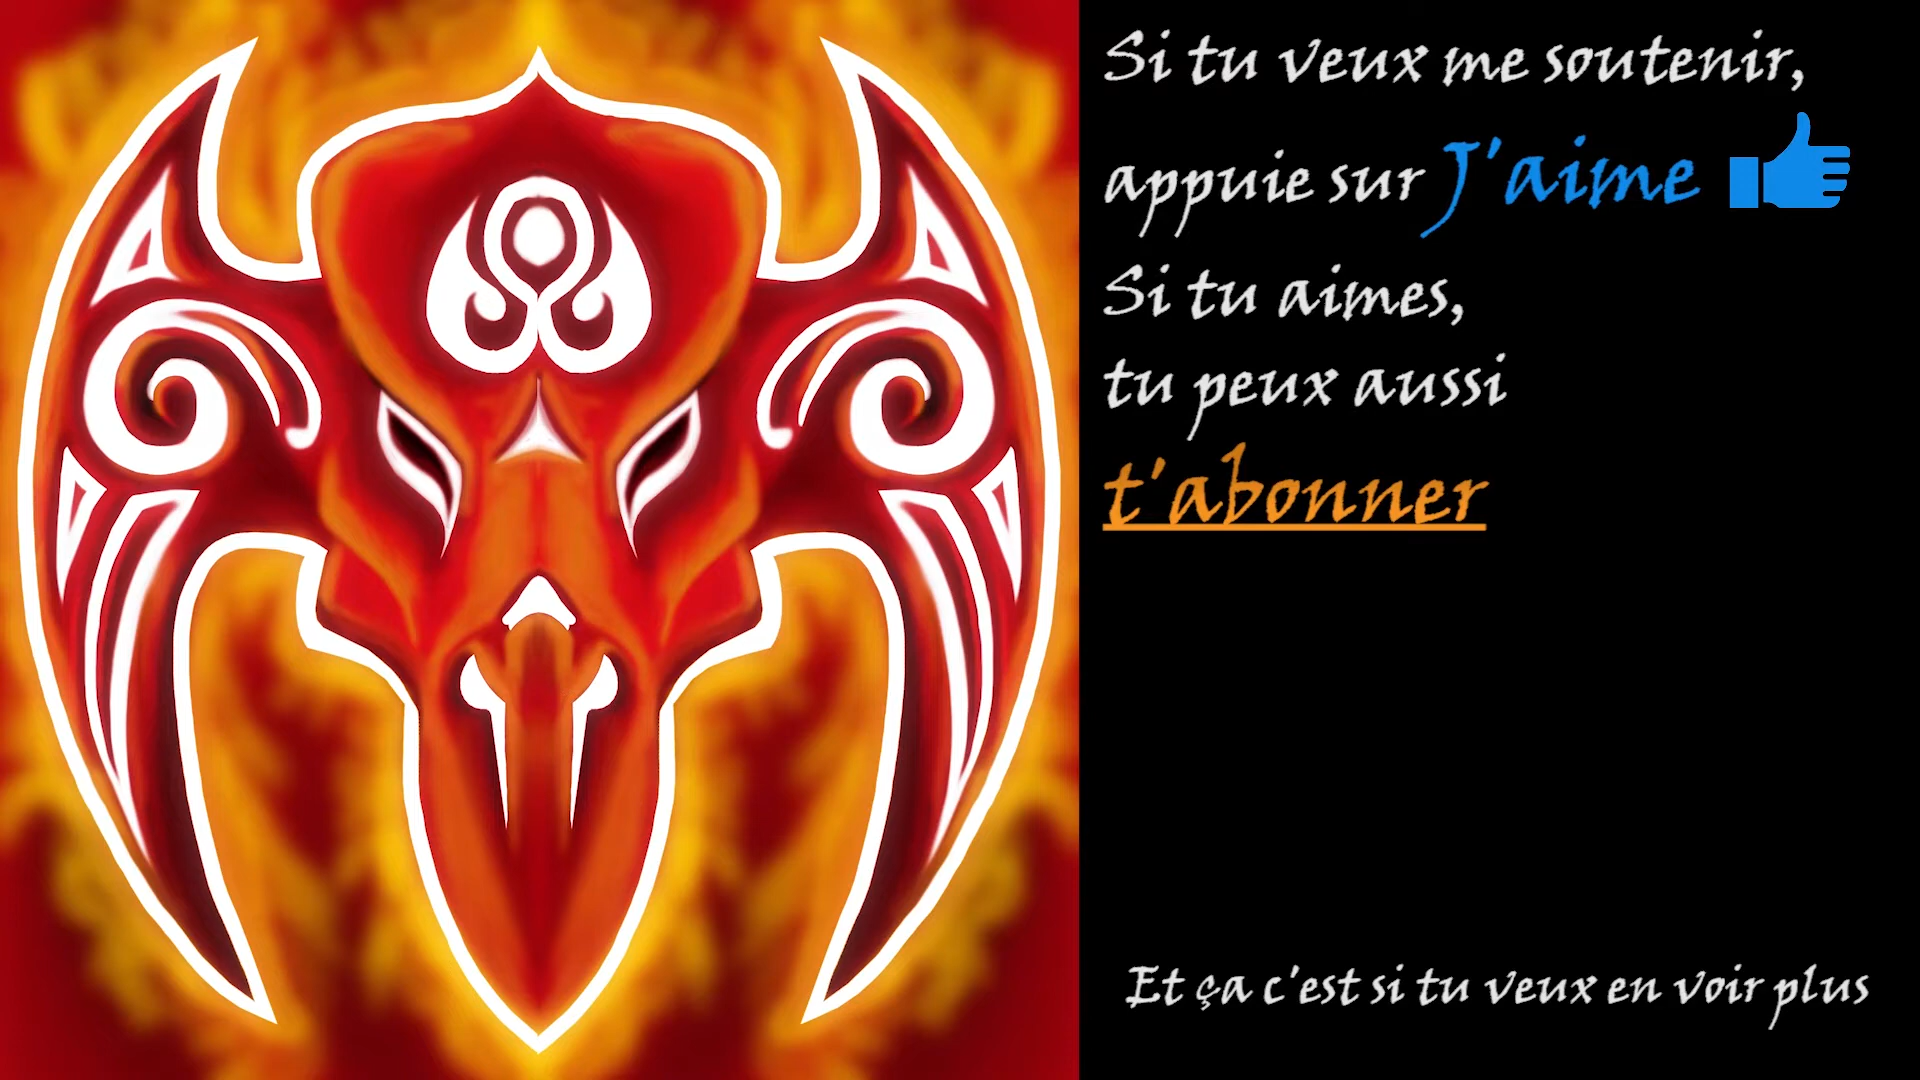 Si tu veux me soutenir,
appuie sur J'aime
Si tu aimes,
tu peux aussi
t'abonner
Et ça c'est si tu veux en voir plus